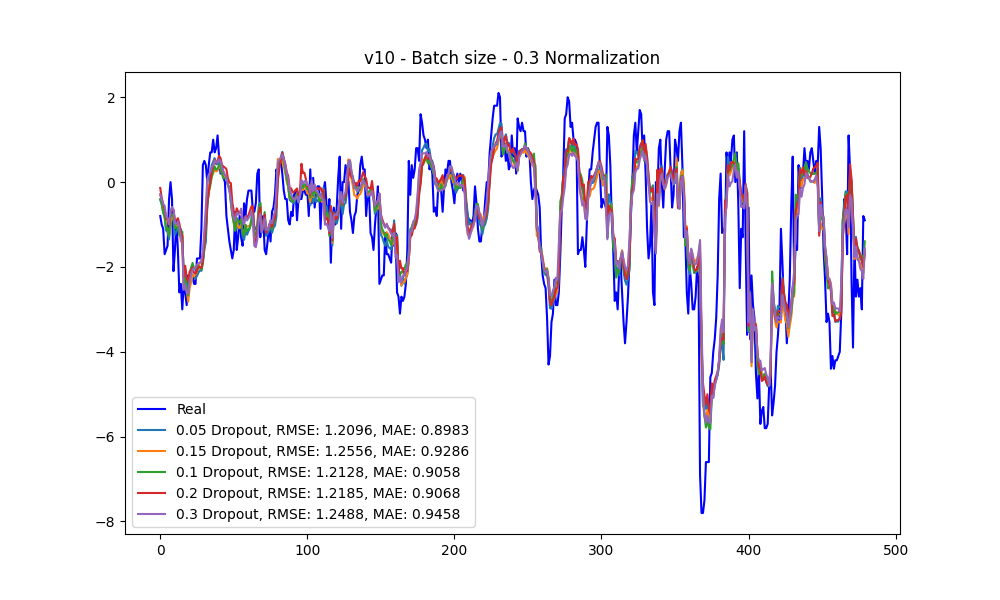 v10 - Batch size - 0.3 Normalization
2
0
−2
−4
−6
−8
Real
0.05 Dropout, RMSE: 1.2096, MAE: 0.8983
0.15 Dropout, RMSE: 1.2556, MAE: 0.9286
0.1 Dropout, RMSE: 1.2128, MAE: 0.9058
0.2 Dropout, RMSE: 1.2185, MAE: 0.9068
0.3 Dropout, RMSE: 1.2488, MAE: 0.9458
0 100 200 300 400 500